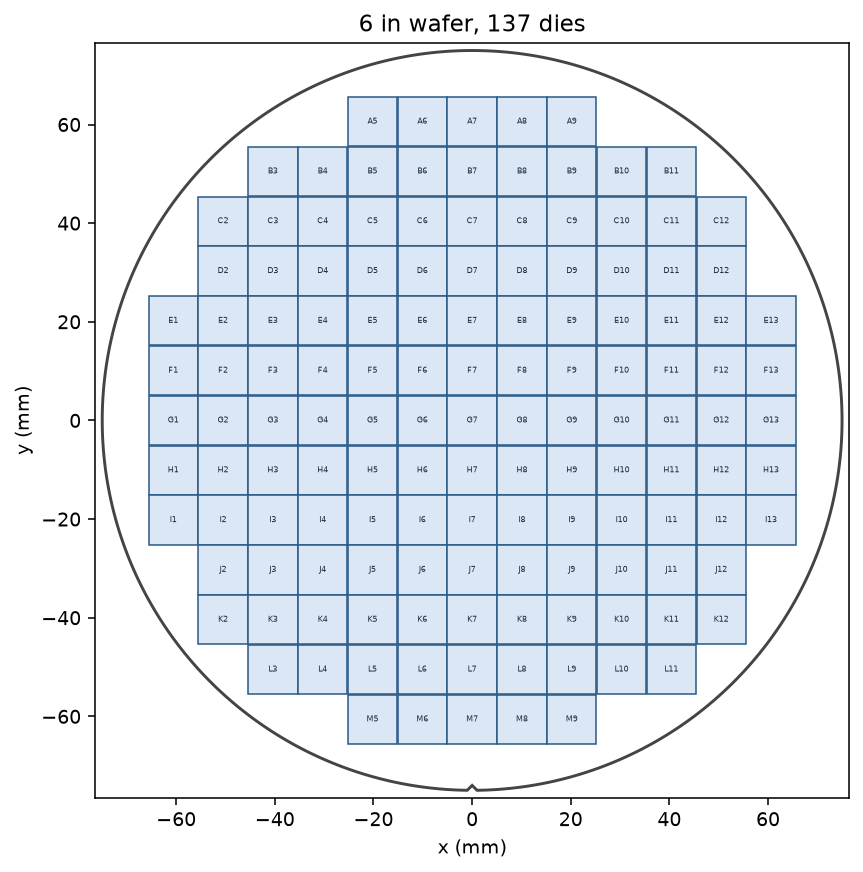 6 in wafer, 137 dies
A5 A6 A7 A8 A9
60
B3 B4 B5 B6 B7 B8 B9 B10 B11
C2 C3 C4 C5 C6 C7 C8 C9 C10 C11 C12
40
D2 D3 D4 D5 D6 D7 D8 D9 D10 D11 D12
E1 E2 E3 E4 E5 E6 E7 E8 E9 E10 E11 E12 E13
20
F1 F2 F3 F4 F5 F6 F7 F8 F9 F10 F11 F12 F13
G1 G2 G3 G4 G5 G6 G7 G8 G9 G10 G11 G12 G13
0
y (mm)
H1 H2 H3 H4 H5 H6 H7 H8 H9 H10 H11 H12 H13
I1 I2 I3 I4 I5 I6 I7 I8 I9 I10 I11 I12 I13
−20
J2 J3 J4 J5 J6 J7 J8 J9 J10 J11 J12
K2 K3 K4 K5 K6 K7 K8 K9 K10 K11 K12
−40
L3 L4 L5 L6 L7 L8 L9 L10 L11
M5 M6 M7 M8 M9
−60
−60 −40 −20 0 20 40 60
x (mm)